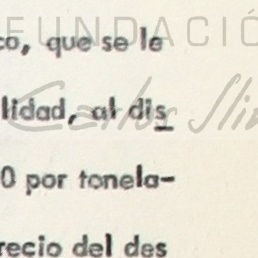 FUNDACIÓ
co, que se le
Carlos Slim
lidad, al dis
0 por tonela-
recio del des